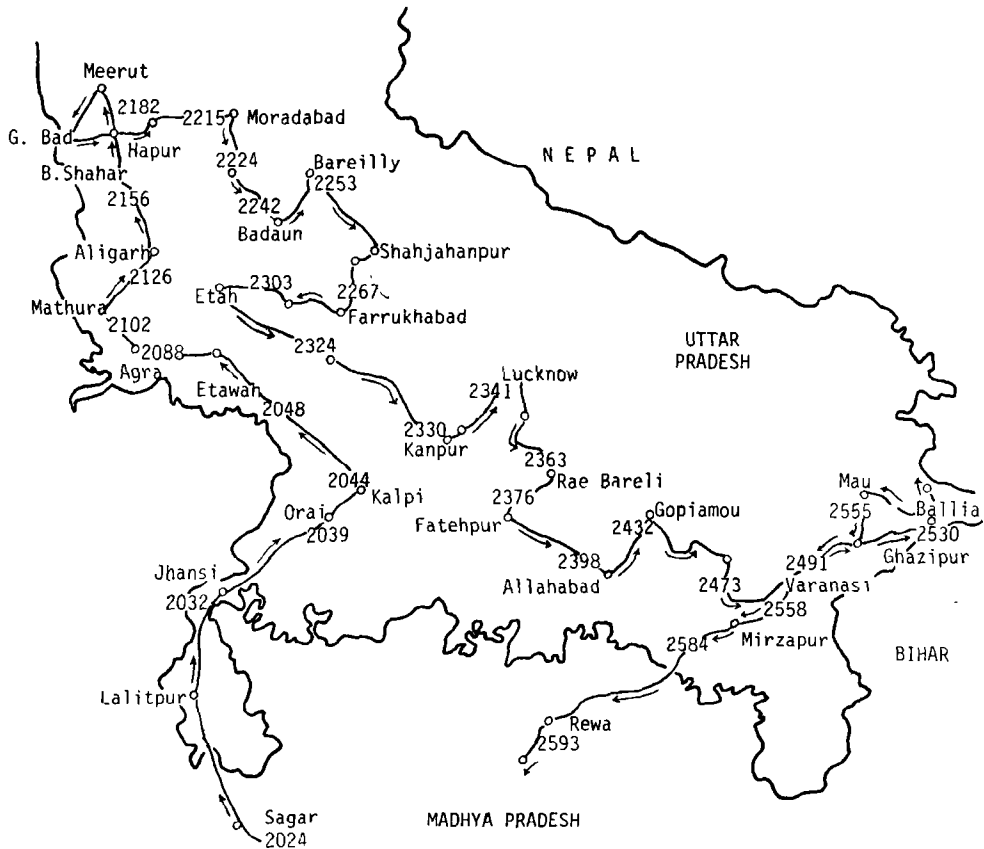 Meerut
2182
2215
Moradabad
G. Bad
Hapur
NEPAL
2224
Bareilly
B.Shahar
2253
2156
2242
Badaun
Aligarh
Shahjahanpur
2126
2303
2267
Etah
Mathura
Farrukhabad
2102
2324
UTTAR
PRADESH
2088
Agra
Lucknow
Etawah
2341
2048
2330
Kanpur
2363
2044
Rae Bareli
Kalpi
2376
Mau
Orai
Gopiamou
2555
Ballia
Fatehpur
2432
2039
2530
2398
2491
Ghazipur
Jhansi
Allahabad
2473
Varanasi
2032
2558
Mirzapur
2584
BIHAR
Lalitpur
Rewa
2593
Sagar
MADHYA PRADESH
2024